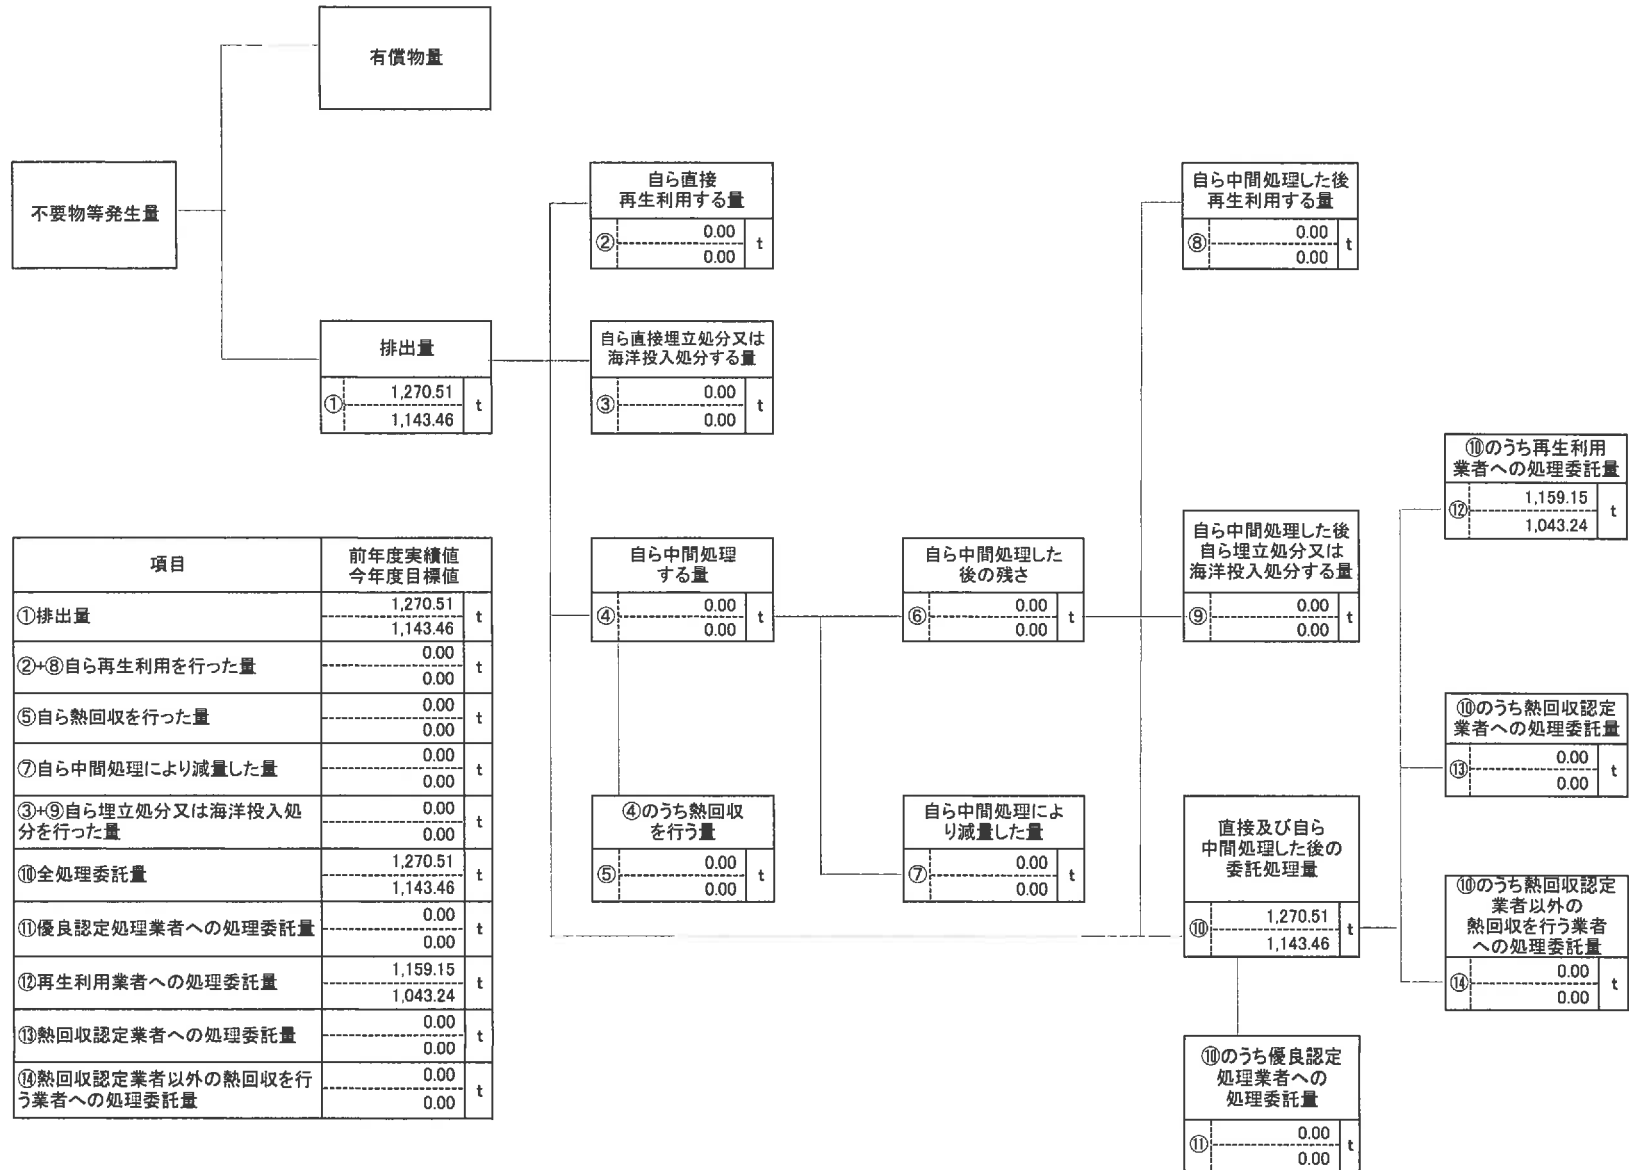 有償物量
不要物等発生量
排出量
① 1,270.51 t
1,143.46
自ら直接
再生利用する量
② 0.00 t
0.00
自ら直接埋立処分又は
海洋投入処分する量
③ 0.00 t
0.00
自ら中間処理
する量
④ 0.00 t
0.00
④のうち熱回収
を行う量
⑤ 0.00 t
0.00
自ら中間処理した
後の残さ
⑥ 0.00 t
0.00
自ら中間処理によ
り減量した量
⑦ 0.00 t
0.00
自ら中間処理した後
再生利用する量
⑧ 0.00 t
0.00
自ら中間処理した後
自ら埋立処分又は
海洋投入処分する量
⑨ 0.00 t
0.00
直接及び自ら
中間処理した後の
委託処理量
⑩ 1,270.51 t
1,143.46
⑩のうち優良認定
処理業者への
処理委託量
⑪ 0.00 t
0.00
⑩のうち再生利用
業者への処理委託量
⑫ 1,159.15 t
1,043.24
⑩のうち熱回収認定
業者への処理委託量
⑬ 0.00 t
0.00
⑩のうち熱回収認定
業者以外の
熱回収を行う業者
への処理委託量
⑭ 0.00 t
0.00
項目 前年度実績値
今年度目標値
①排出量 1,270.51 t
1,143.46
②+⑧自ら再生利用を行った量 0.00 t
0.00
⑤自ら熱回収を行った量 0.00 t
0.00
⑦自ら中間処理により減量した量 0.00 t
0.00
③+⑨自ら埋立処分又は海洋投入処 0.00 t
分を行った量 0.00
⑩全処理委託量 1,270.51 t
1,143.46
⑪優良認定処理業者への処理委託量 0.00 t
0.00
⑫再生利用業者への処理委託量 1,159.15 t
1,043.24
⑬熱回収認定業者への処理委託量 0.00 t
0.00
⑭熱回収認定業者以外の熱回収を行 0.00 t
う業者への処理委託量 0.00